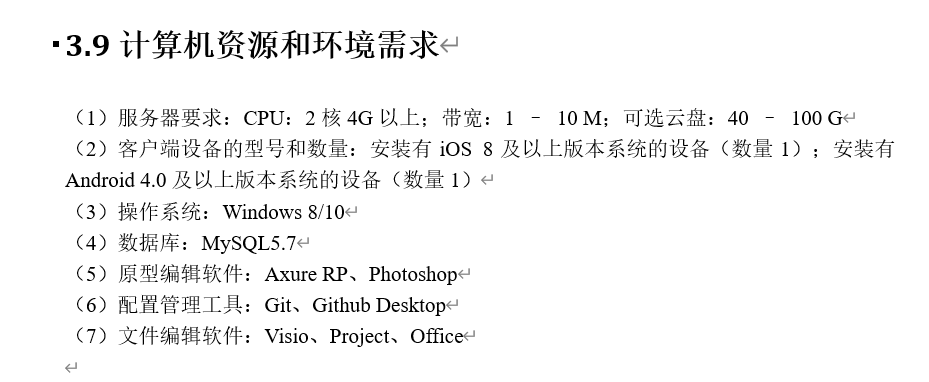 3.9 计算机资源和环境需求
（1）服务器要求：CPU：2 核 4G 以上；带宽：1 – 10 M；可选云盘：40 – 100 G
（2）客户端设备的型号和数量：安装有 iOS 8 及以上版本系统的设备（数量 1）；安装有
Android 4.0 及以上版本系统的设备（数量 1）
（3）操作系统：Windows 8/10
（4）数据库：MySQL5.7
（5）原型编辑软件：Axure RP、Photoshop
（6）配置管理工具：Git、Github Desktop
（7）文件编辑软件：Visio、Project、Office